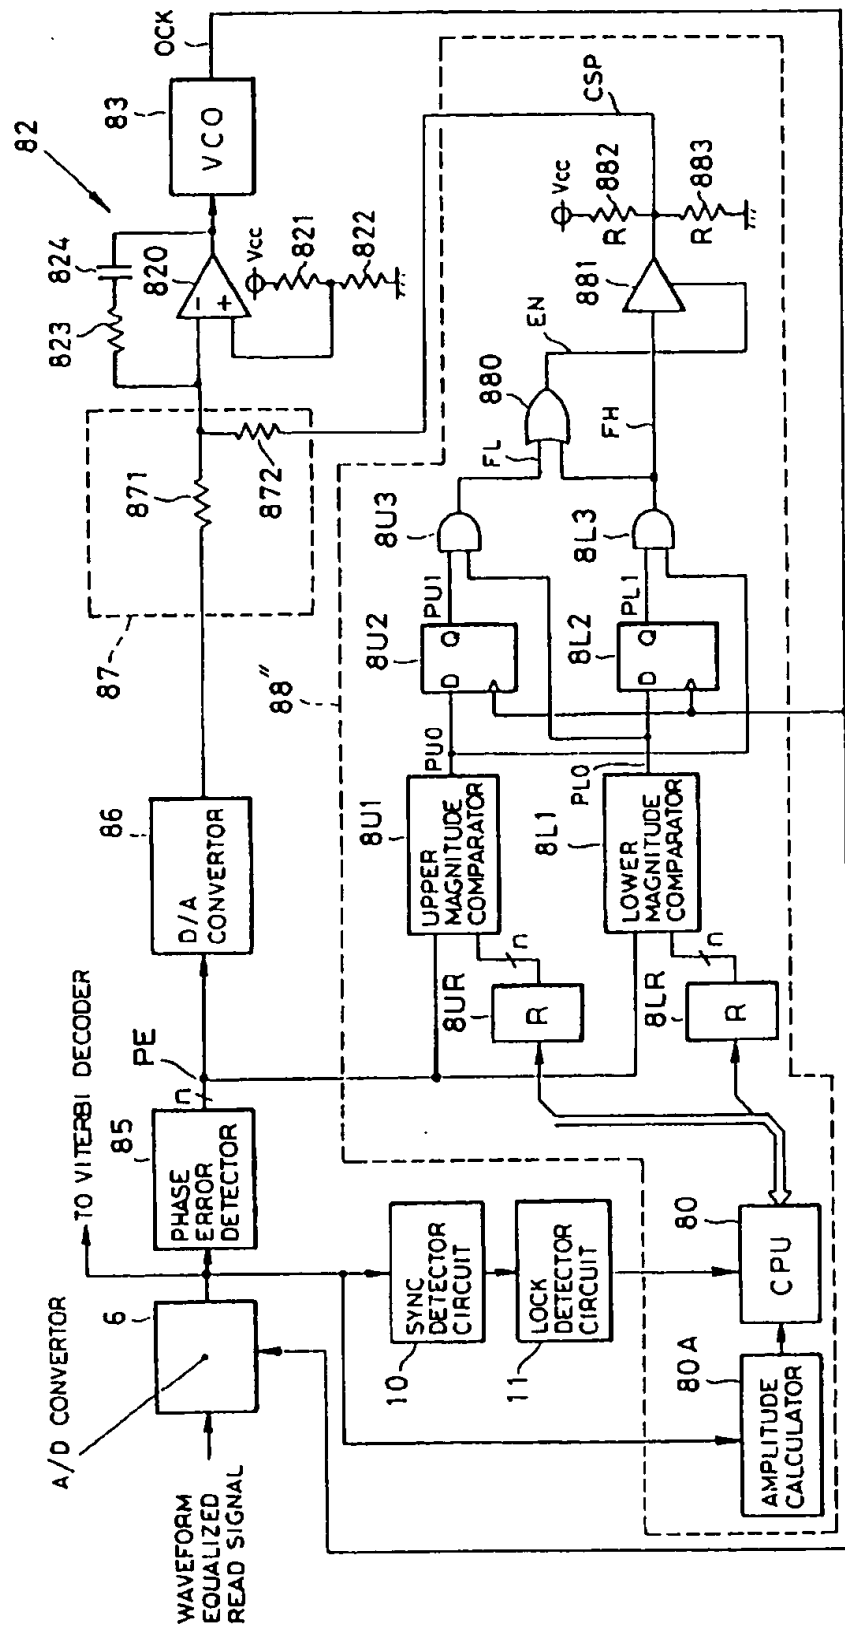 WAVEFORM
EQUALIZED
READ SIGNAL
A/D CONVERTOR
6
TO VITERBI DECODER
PHASE
ERROR
DETECTOR
85
n
PE
D/A
CONVERTOR
86
87
871
872
823
824
820
-
+
Vcc
821
822
82
VCO
83
OCK
SYNC
DETECTOR
CIRCUIT
10
LOCK
DETECTOR
CIRCUIT
11
AMPLITUDE
CALCULATOR
80A
CPU
80
88"
R
8UR
n
R
8LR
n
UPPER
MAGNITUDE
COMPARATOR
8U1
LOWER
MAGNITUDE
COMPARATOR
8L1
PU0
PL0
D Q
8U2
D Q
8L2
PU1
PL1
8U3
8L3
FL
FH
880
EN
881
Vcc
R
882
R
883
CSP